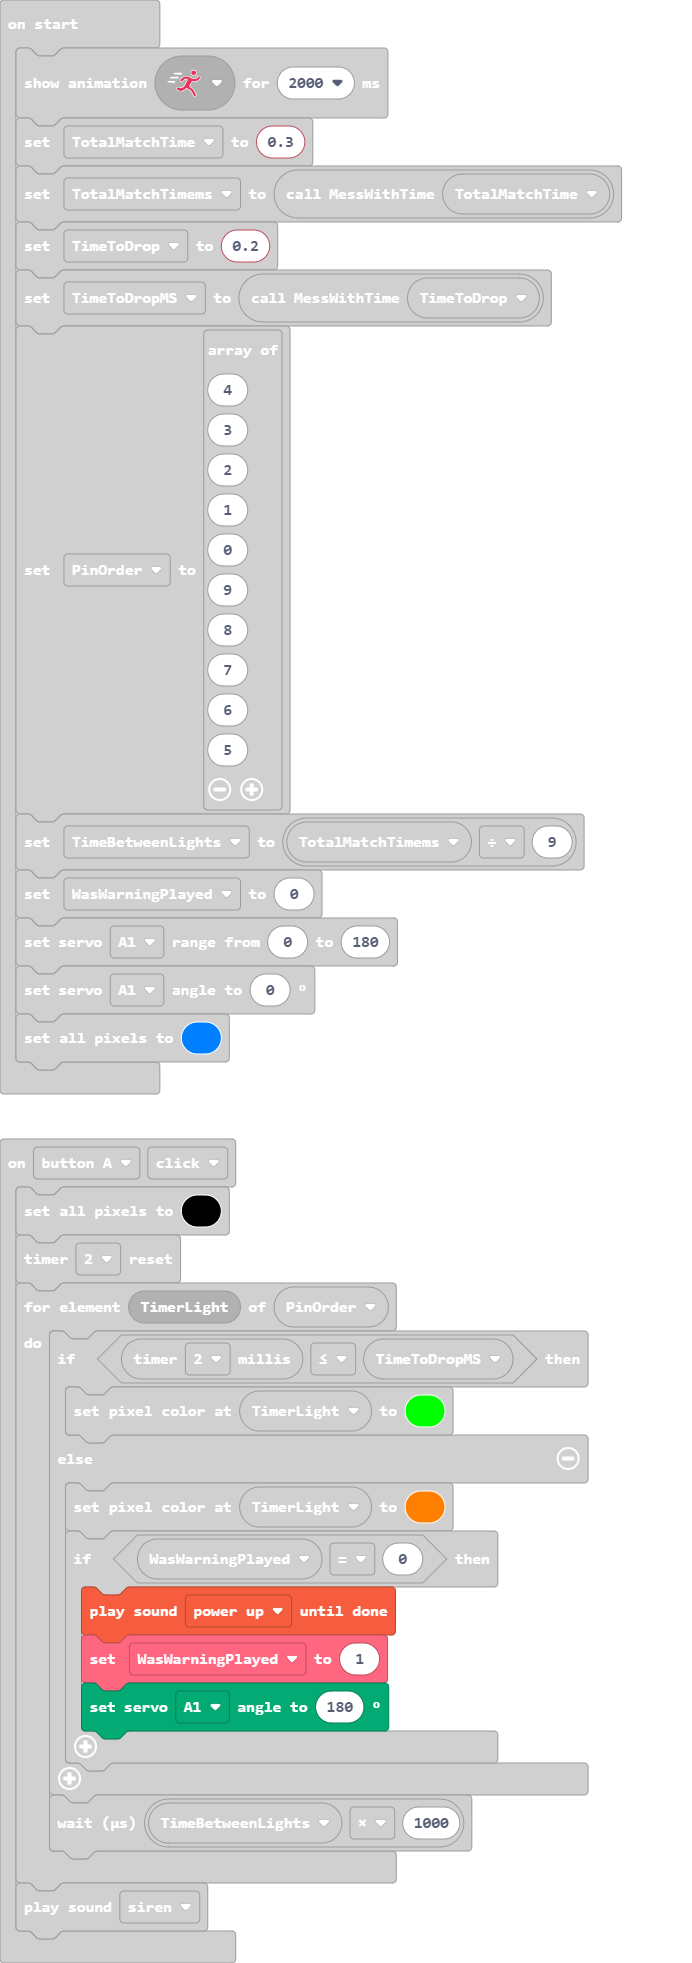 on start
show animation for 2000 ms
set TotalMatchTime to 0.3
set TotalMatchTimems to call MessWithTime TotalMatchTime
set TimeToDrop to 0.2
set TimeToDropMS to call MessWithTime TimeToDrop
array of
4
3
2
1
0
set PinOrder to
9
8
7
6
5
set TimeBetweenLights to TotalMatchTimems ÷ 9
set WasWarningPlayed to 0
set servo A1 range from 0 to 180
set servo A1 angle to 0 °
set all pixels to
on button A click
set all pixels to
timer 2 reset
for element TimerLight of PinOrder
do
if timer 2 millis ≤ TimeToDropMS then
set pixel color at TimerLight to
else
set pixel color at TimerLight to
if WasWarningPlayed = 0 then
play sound power up until done
set WasWarningPlayed to 1
set servo A1 angle to 180 °
wait (µs) TimeBetweenLights × 1000
play sound siren